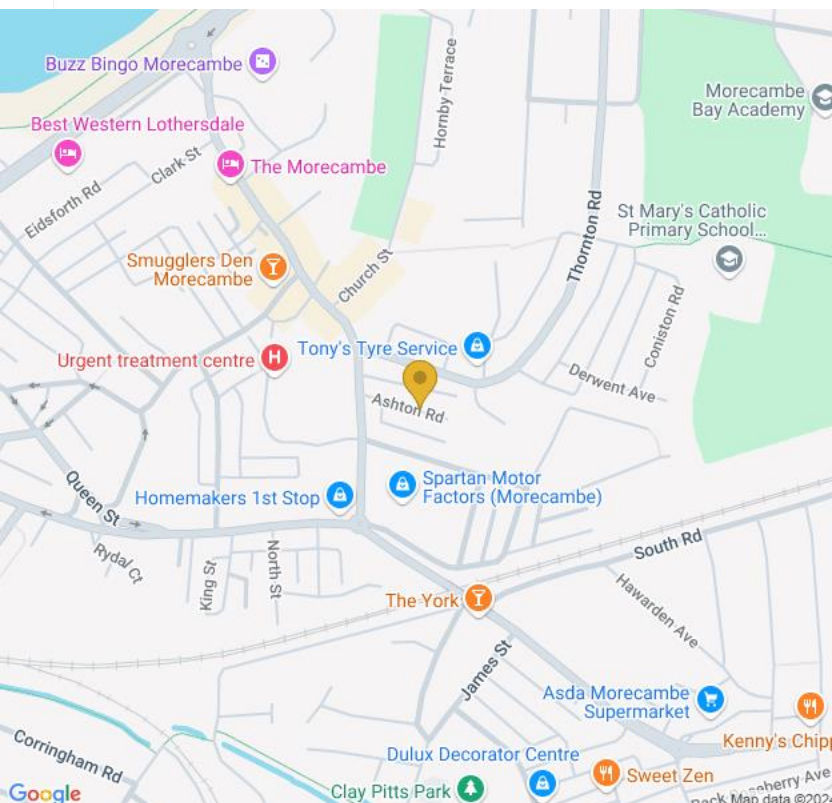 Buzz Bingo Morecambe
Hornby Terrace
Morecambe
Bay Academy
Best Western Lothersdale
Clark St
The Morecambe
Eidsforth Rd
Thornton Rd
St Mary's Catholic
Primary School...
Smugglers Den
Morecambe
Church St
Coniston Rd
Tony's Tyre Service
Urgent treatment centre
H
Derwent Ave
Ashton Rd
Queen St
Homemakers 1st Stop
Spartan Motor
Factors (Morecambe)
Rydal Ct
King St
North St
South Rd
The York
Hawarden Ave
James St
Asda Morecambe
Supermarket
Corringham Rd
Kenny's Chipp
Dulux Decorator Centre
Sweet Zen
Clay Pitts Park
Google
Map data ©202